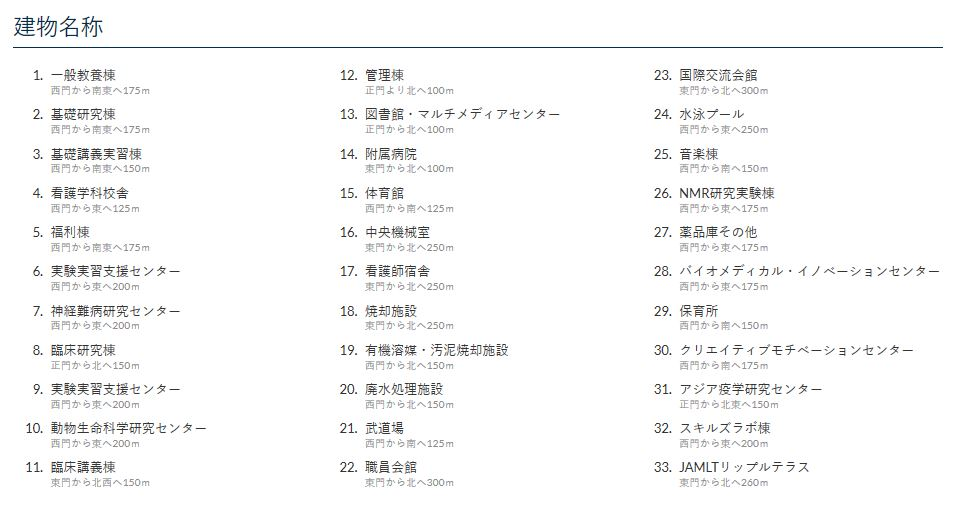 建物名称
1. 一般教養棟
西門から南東へ175m
2. 基礎研究棟
西門から南東へ175m
3. 基礎講義実習棟
西門から南東へ150m
4. 看護学科校舎
西門から東へ125m
5. 福利棟
西門から南東へ175m
6. 実験実習支援センター
西門から東へ200m
7. 神経難病研究センター
西門から東へ200m
8. 臨床研究棟
正門から北へ150m
9. 実験実習支援センター
西門から東へ200m
10. 動物生命科学研究センター
西門から東へ200m
11. 臨床講義棟
東門から北西へ150m
12. 管理棟
正門より北へ100m
13. 図書館・マルチメディアセンター
正門から北へ100m
14. 附属病院
東門から北へ100m
15. 体育館
西門から南へ125m
16. 中央機械室
東門から北へ250m
17. 看護師宿舎
東門から北へ250m
18. 焼却施設
東門から北へ250m
19. 有機溶媒・汚泥焼却施設
西門から北へ150m
20. 廃水処理施設
西門から北へ150m
21. 武道場
西門から南へ125m
22. 職員会館
東門から北へ300m
23. 国際交流会館
東門から北へ300m
24. 水泳プール
西門から東へ250m
25. 音楽棟
西門から南へ150m
26. NMR研究実験棟
西門から東へ175m
27. 薬品庫その他
西門から東へ175m
28. バイオメディカル・イノベーションセンター
西門から東へ175m
29. 保育所
西門から南へ150m
30. クリエイティブモチベーションセンター
西門から南へ175m
31. アジア疫学研究センター
正門から北東へ150m
32. スキルズラボ棟
西門から東へ200m
33. JAMLTリップルテラス
東門から北へ260m